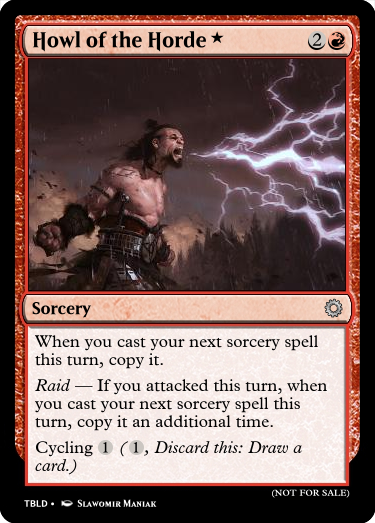 Howl of the Horde ★ 2
Sorcery
When you cast your next sorcery spell
this turn, copy it.
Raid — If you attacked this turn, when
you cast your next sorcery spell this
turn, copy it an additional time.
Cycling 1 (1, Discard this: Draw a
card.)
(NOT FOR SALE)
TBLD • Slawomir Maniak